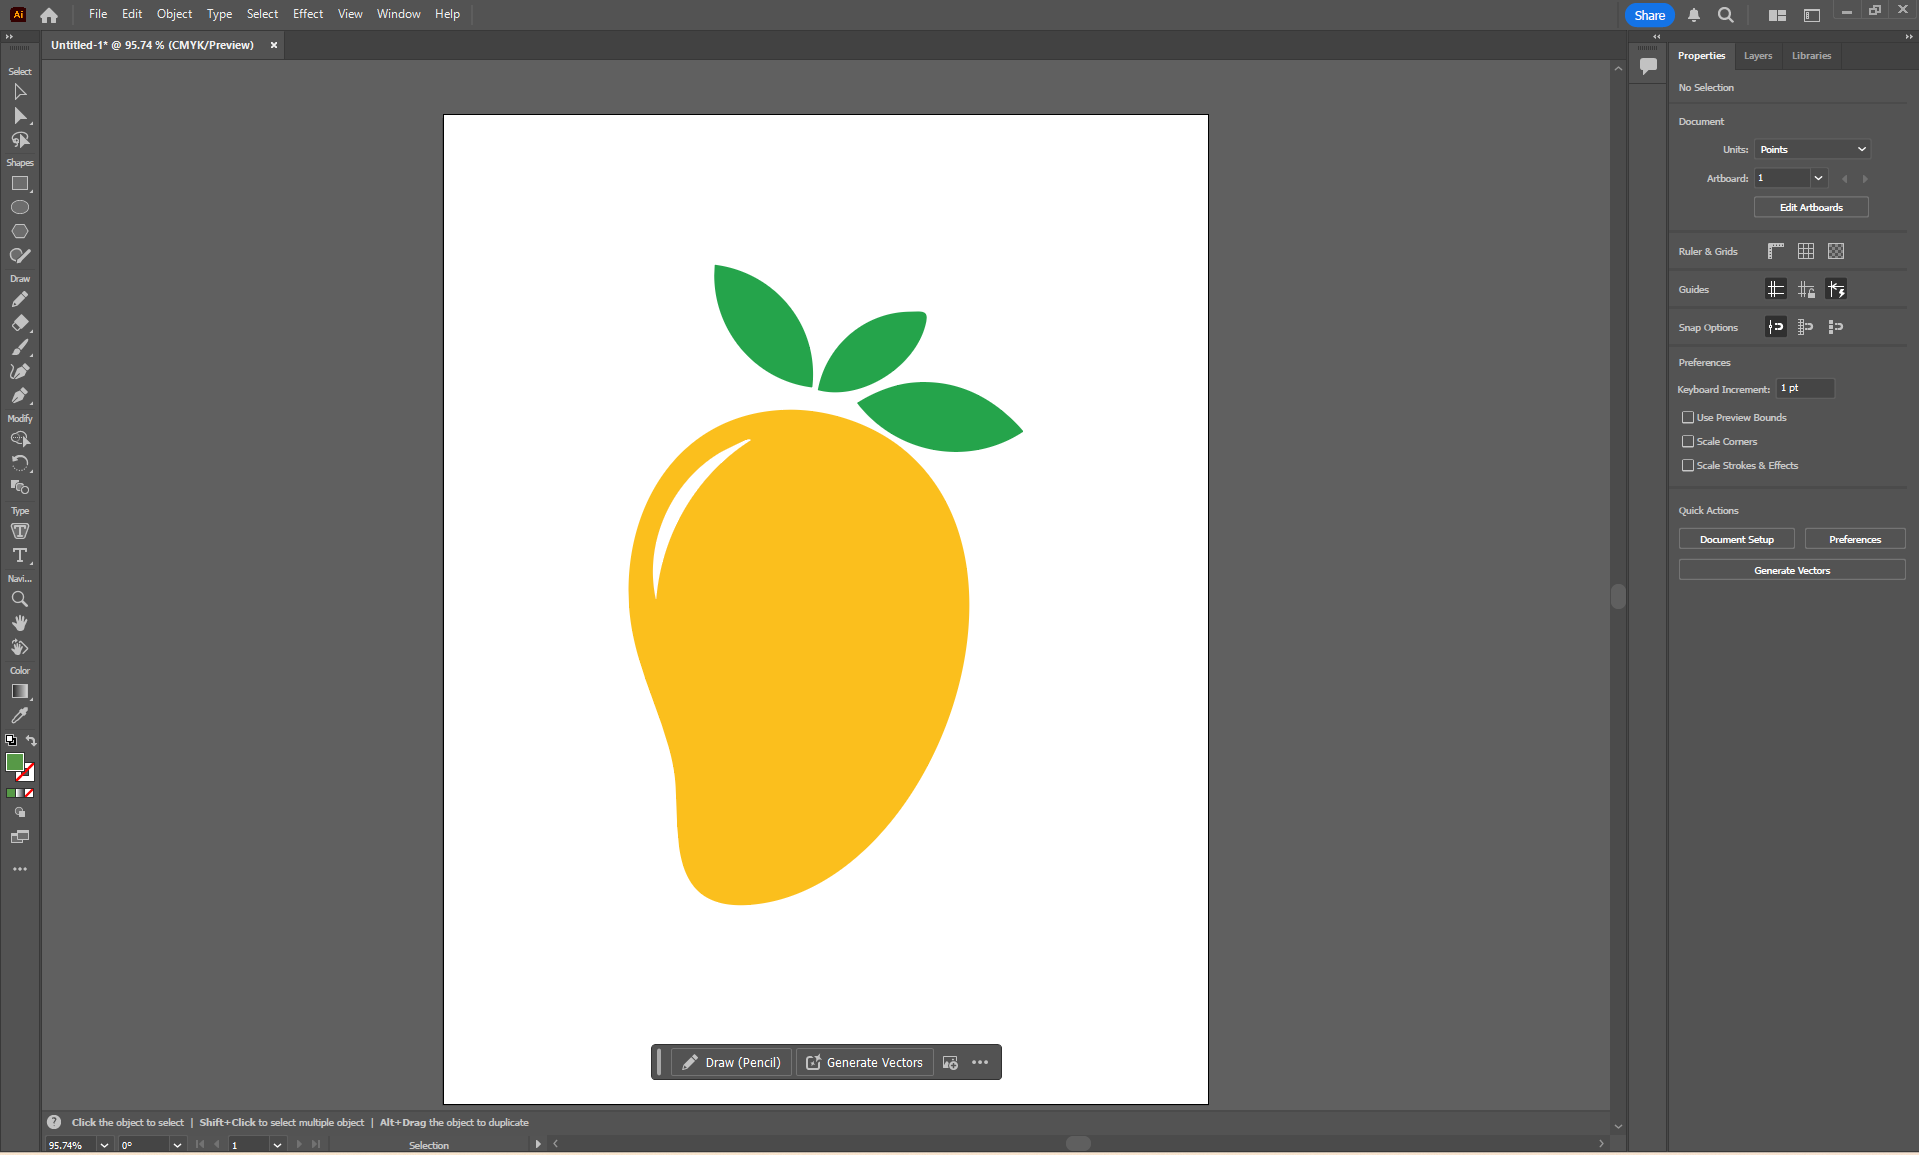 Ai File Edit Object Type Select Effect View Window Help Share
Untitled-1* @ 95.74 % (CMYK/Preview) ×
Select
Shapes
Draw
Modify
Type
T
T
Navi...
Color
Properties Layers Libraries
No Selection
Document
Units: Points
Artboard: 1
Edit Artboards
Ruler & Grids
Guides
Snap Options
Preferences
Keyboard Increment: 1 pt
Use Preview Bounds
Scale Corners
Scale Strokes & Effects
Quick Actions
Document Setup Preferences
Generate Vectors
Draw (Pencil) Generate Vectors
? Click the object to select | Shift+Click to select multiple object | Alt+Drag the object to duplicate
95.74% 0° 1 Selection